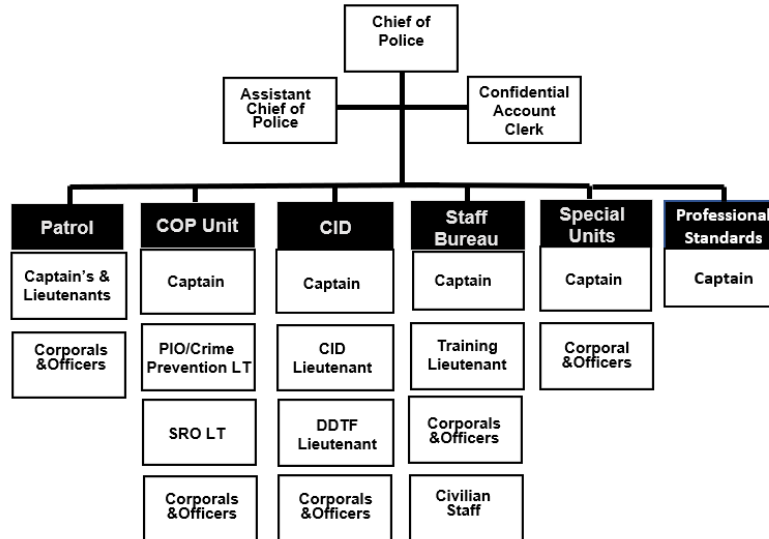 Chief of
Police
Assistant
Chief of
Police
Confidential
Account
Clerk
Patrol
COP Unit
CID
Staff
Bureau
Special
Units
Professional
Standards
Captain's &
Lieutenants
Captain
Captain
Captain
Captain
Captain
Corporals
&Officers
PIO/Crime
Prevention LT
CID
Lieutenant
Training
Lieutenant
Corporal
&Officers
SRO LT
DDTF
Lieutenant
Corporals
&Officers
Corporals
&Officers
Corporals
&Officers
Civilian
Staff